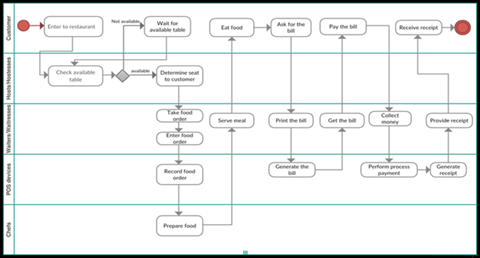 Customer
Enter to restaurant
Not available
Wait for
available table
Eat food
Ask for the
bill
Pay the bill
Receive receipt
Hosts/Hostesses
Check available
table
available
Determine seat
to customer
Waiters/Waitresses
Take food
order
Enter food
order
Serve meal
Print the bill
Get the bill
Collect
money
Provide receipt
POS devices
Record food
order
Generate the
bill
Perform process
payment
Generate
receipt
Chefs
Prepare food